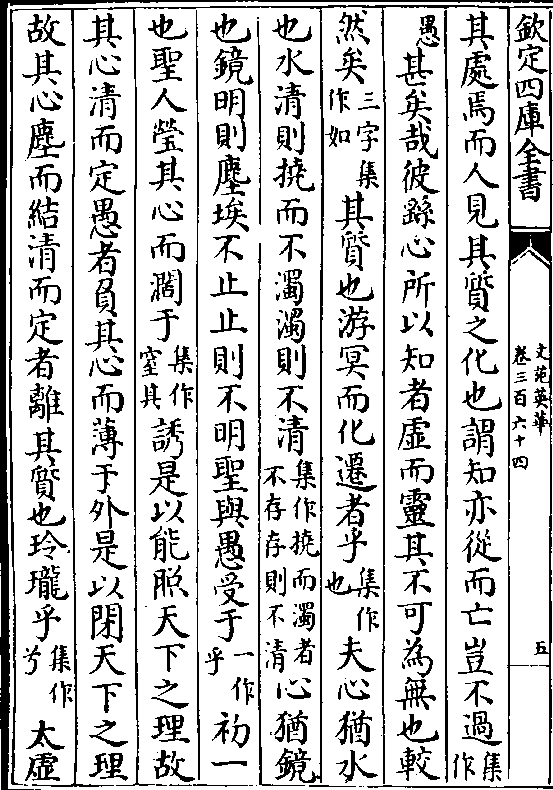 欽定四庫全書
文苑英華
卷三百六十四
五
其處焉而人見其質之化也謂知亦從而亡豈不過集作
愚甚矣哉彼繇心所以知者虛而靈其不可為無也較
然矣三字集作如其質也游冥而化遷者乎集作也夫心猶水
也水清則撓而不濁濁則不清集作撓而濁者不存存則不清心猶鏡
也鏡明則塵埃不止止則不明聖與愚受于一作乎初一
也聖人瑩其心而濶于集作窒其誘是以能照天下之理故
其心清而定愚者負其心而薄于外是以閉天下之理
故其心塵而結清而定者離其質也玲瓏乎集作兮太虛